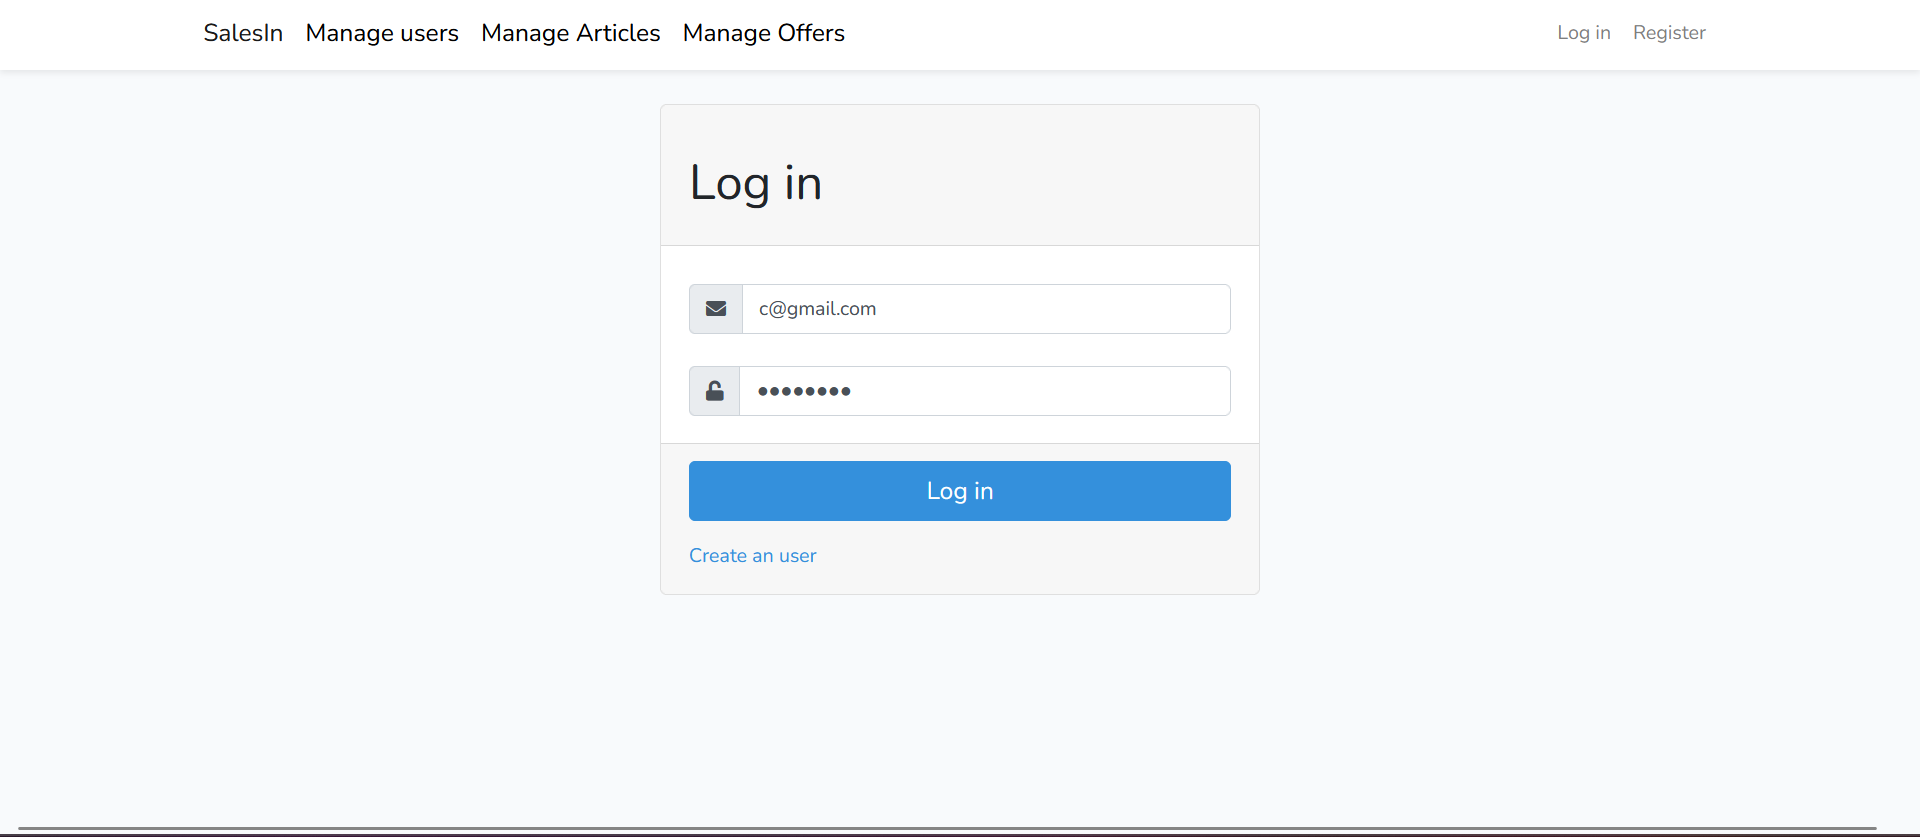 SalesIn Manage users Manage Articles Manage Offers Log in Register
Log in
c@gmail.com
••••••••
Log in
Create an user